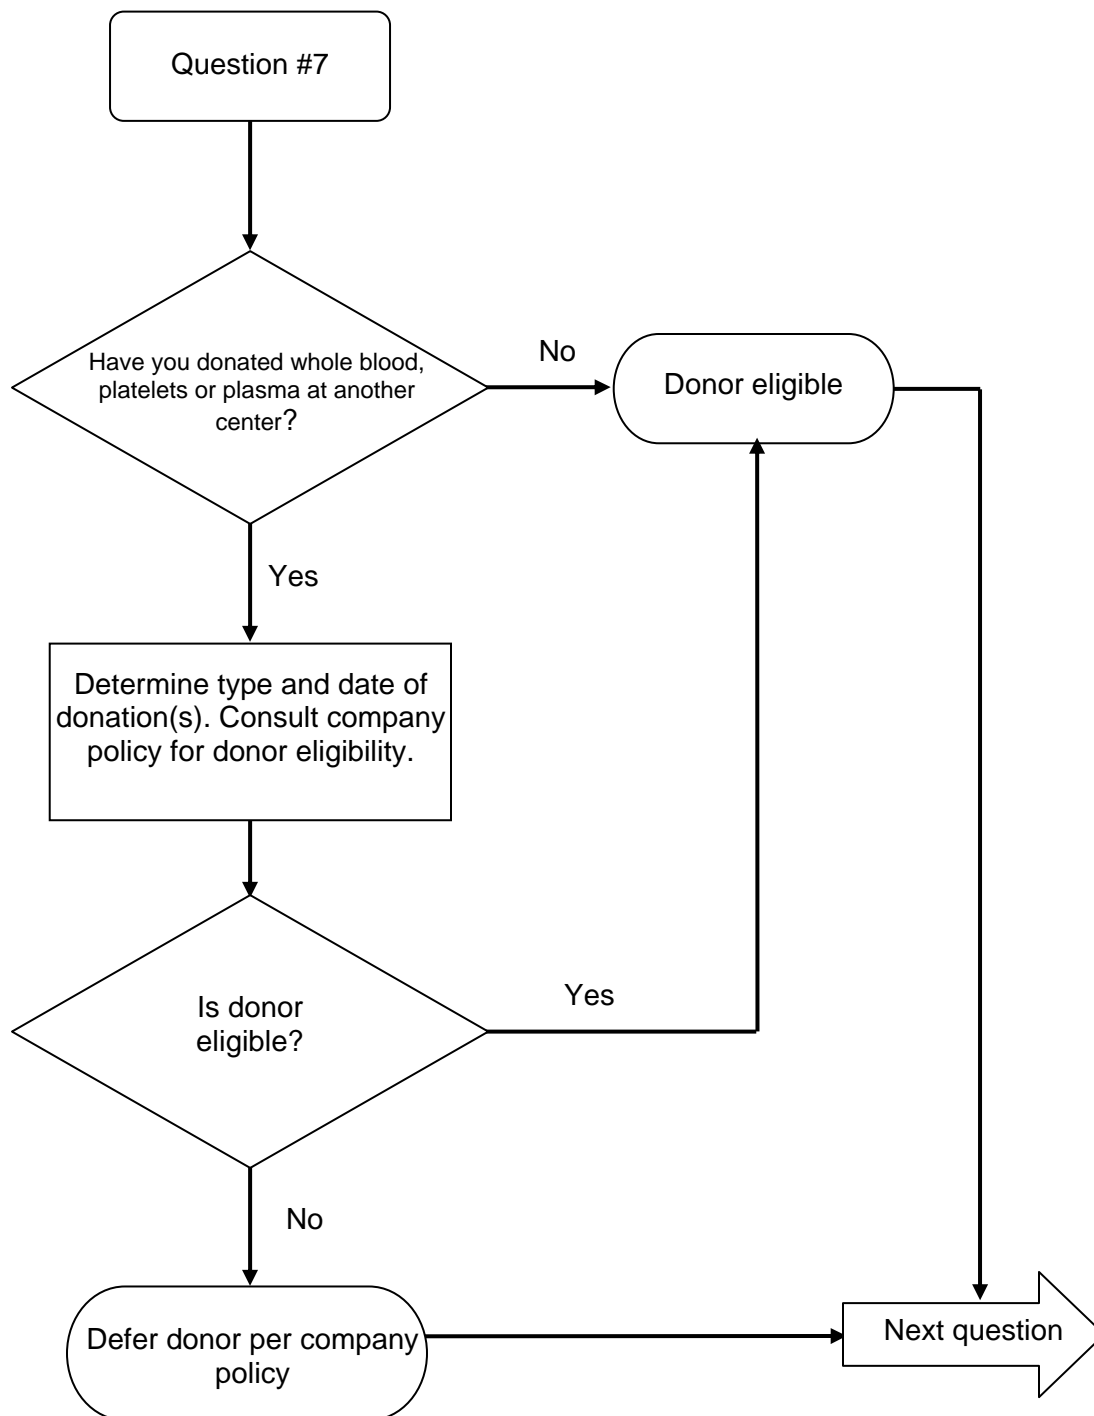 Question #7
Have you donated whole blood,
platelets or plasma at another
center?
No
Donor eligible
Yes
Determine type and date of
donation(s). Consult company
policy for donor eligibility.
Is donor
eligible?
Yes
No
Defer donor per company
policy
Next question